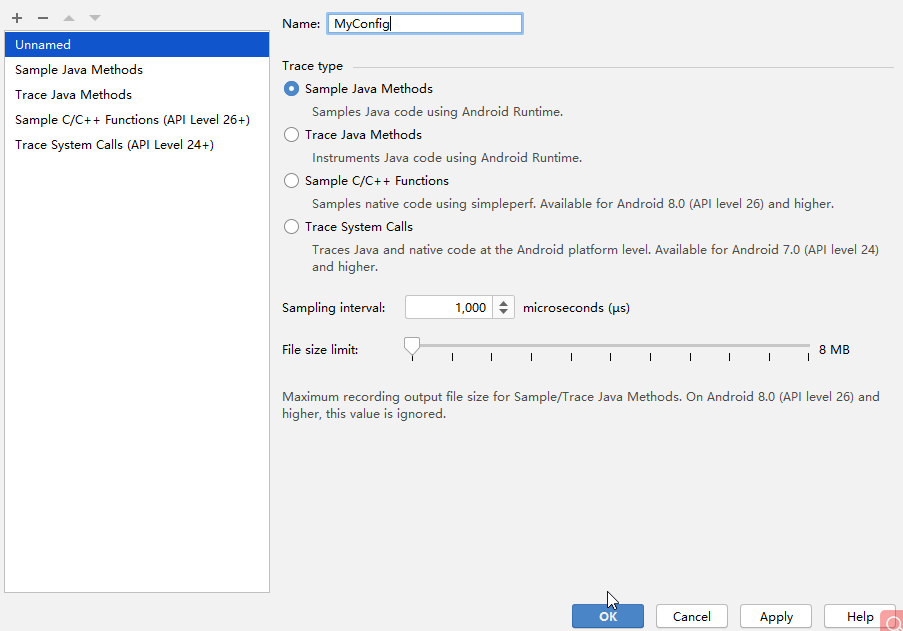 Name: MyConfig
Unnamed
Sample Java Methods
Trace Java Methods
Sample C/C++ Functions (API Level 26+)
Trace System Calls (API Level 24+)
Trace type
Sample Java Methods
Samples Java code using Android Runtime.
Trace Java Methods
Instruments Java code using Android Runtime.
Sample C/C++ Functions
Samples native code using simpleperf. Available for Android 8.0 (API level 26) and higher.
Trace System Calls
Traces Java and native code at the Android platform level. Available for Android 7.0 (API level 24)
and higher.
Sampling interval: 1,000 microseconds (μs)
File size limit: 8 MB
Maximum recording output file size for Sample/Trace Java Methods. On Android 8.0 (API level 26) and
higher, this value is ignored.
OK Cancel Apply Help